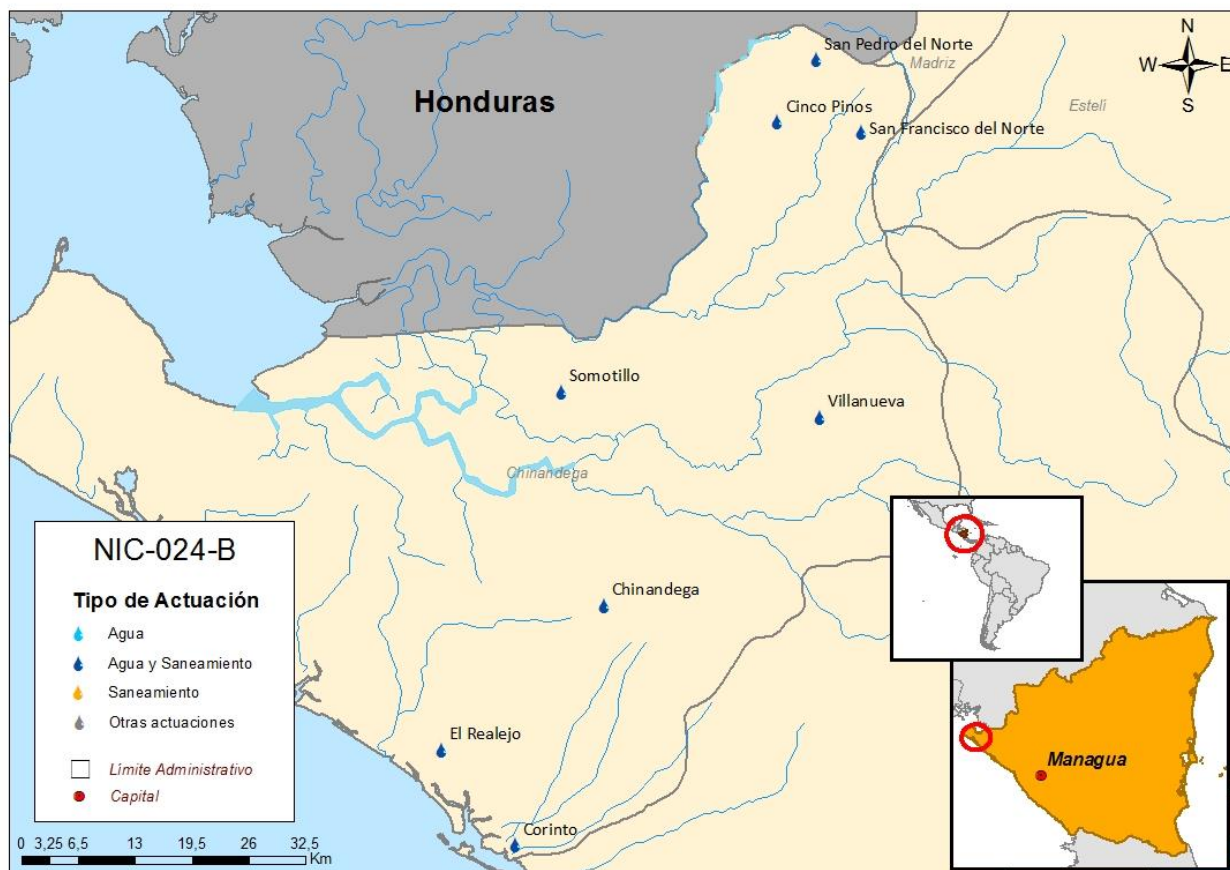 San Pedro del Norte
Madriz
N
W E
S
Honduras
Cinco Pinos
Estelí
San Francisco del Norte
Somotillo
Villanueva
Chinandega
NIC-024-B
Tipo de Actuación
Agua
Agua y Saneamiento
Saneamiento
Otras actuaciones
Límite Administrativo
Capital
0 3,25 6,5 13 19,5 26 32,5
Km
Chinandega
El Realejo
Corinto
Managua